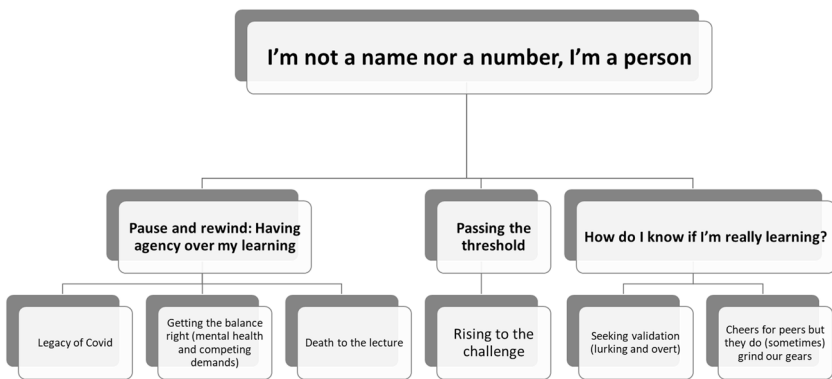 I'm not a name nor a number, I'm a person
Pause and rewind: Having
agency over my learning
Passing the
threshold
How do I know if I'm really learning?
Legacy of Covid
Getting the balance
right (mental health
and competing
demands)
Death to the lecture
Rising to the
challenge
Seeking validation
(lurking and overt)
Cheers for peers but
they do (sometimes)
grind our gears